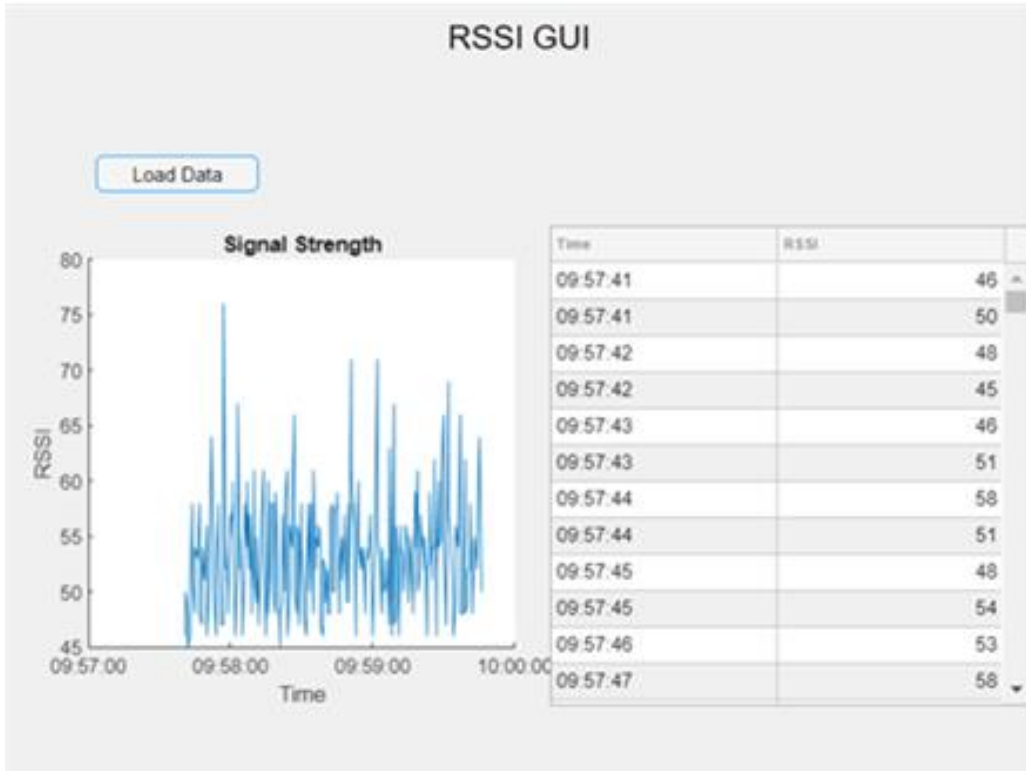 RSSI GUI
Load Data
Signal Strength
80
75
70
65
60
55
50
45
RSSI
09:57:00 09:58:00 09:59:00 10:00:00
Time
Time RSSI
09:57:41 46
09:57:41 50
09:57:42 48
09:57:42 45
09:57:43 46
09:57:43 51
09:57:44 58
09:57:44 51
09:57:45 48
09:57:45 54
09:57:46 53
09:57:47 58